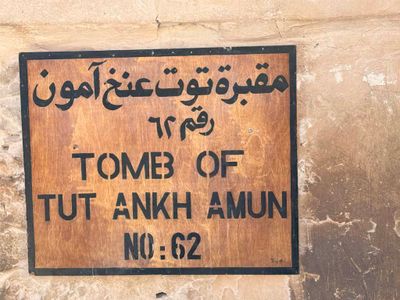 مقبرة توت عنخ آمون
رقم ٦٢
TOMB OF
TUT ANKH AMUN
NO: 62